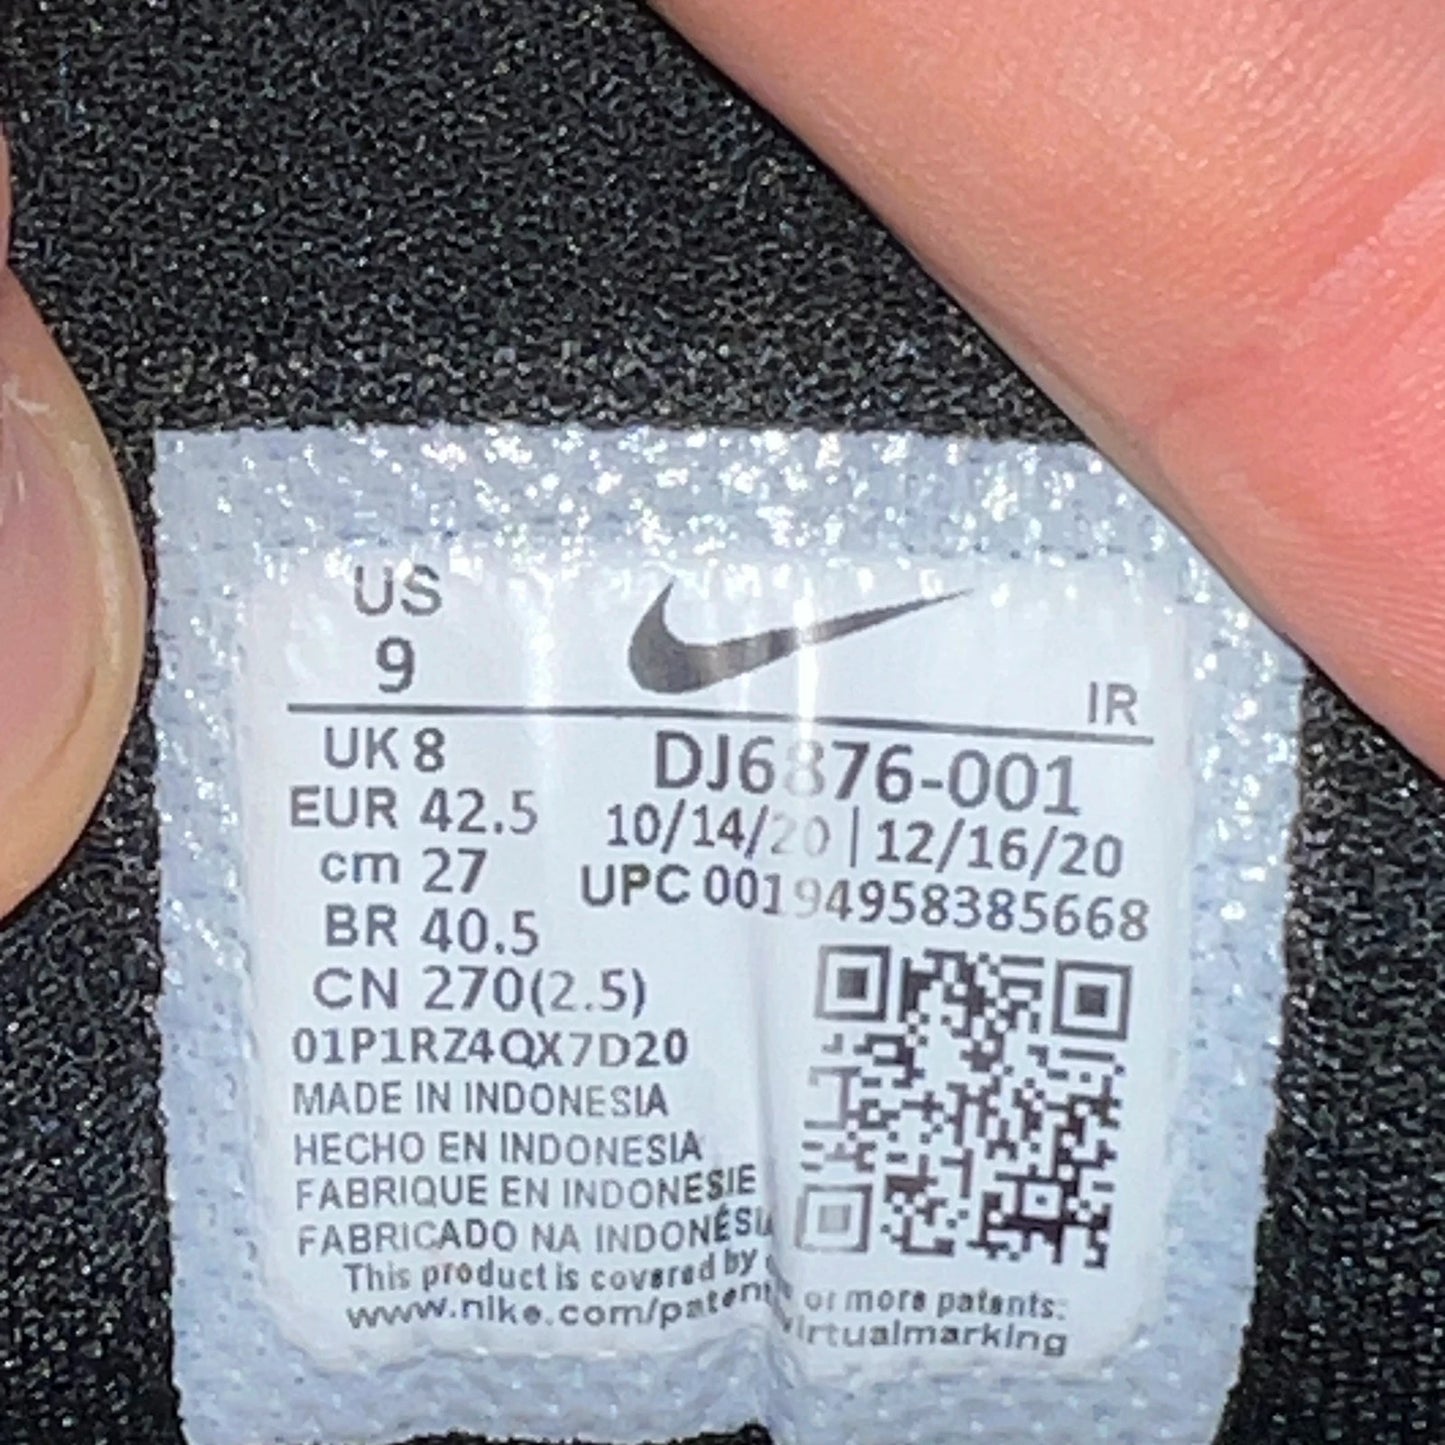 US
9
IR
UK 8
DJ6876-001
EUR 42.5
10/14/20 | 12/16/20
cm 27
UPC 00194958385668
BR 40.5
CN 270(2.5)
01P1RZ4QX7D20
MADE IN INDONESIA
HECHO EN INDONESIA
FABRIQUE EN INDONESIE
FABRICADO NA INDONÉSIA
This product is covered by or more patents:
www.nike.com/patent virtualmarking